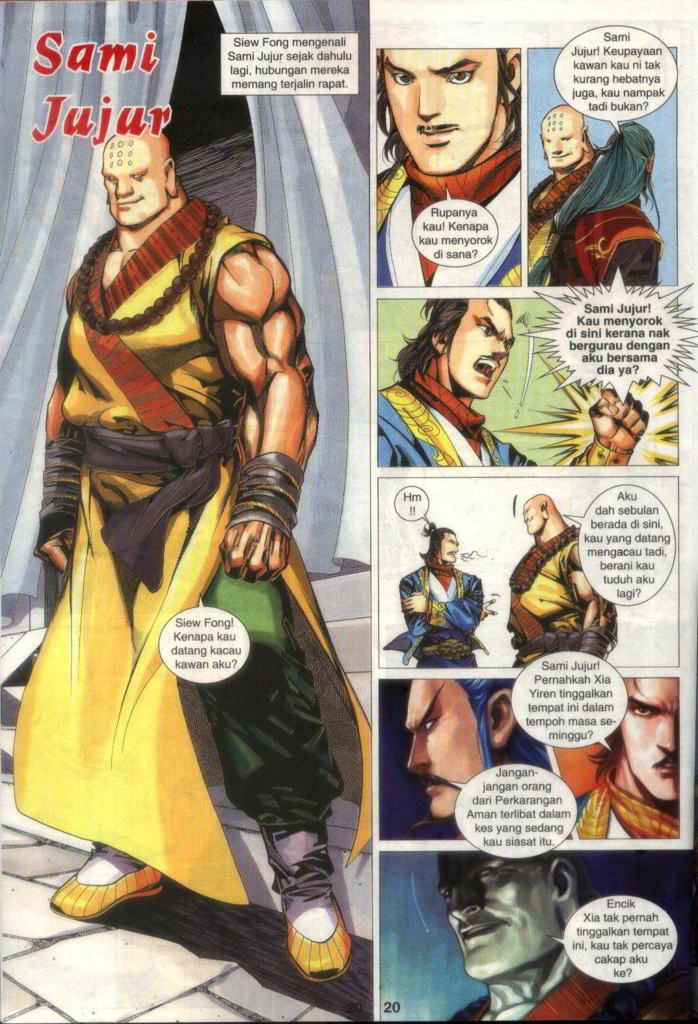 Sami
Jujur
Siew Fong mengenali
Sami Jujur sejak dahulu
lagi, hubungan mereka
memang terjalin rapat.
Siew Fong!
Kenapa kau
datang kacau
kawan aku?
Rupanya
kau! Kenapa
kau menyorok
di sana?
Sami
Jujur! Keupayaan
kawan kau ni tak
kurang hebatnya
juga, kau nampak
tadi bukan?
Sami Jujur!
Kau menyorok
di sini kerana nak
bergurau dengan
aku bersama
dia ya?
Hm
!!
Aku
dah sebulan
berada di sini,
kau yang datang
mengacau tadi,
berani kau
tuduh aku
lagi?
Sami Jujur!
Pernahkah Xia
Yiren tinggalkan
tempat ini dalam
tempoh masa se-
minggu?
Jangan-
jangan orang
dari Perkarangan
Aman terlibat dalam
kes yang sedang
kau siasat itu.
Encik
Xia tak pernah
tinggalkan tempat
ini, kau tak percaya
cakap aku
ke?
20
20